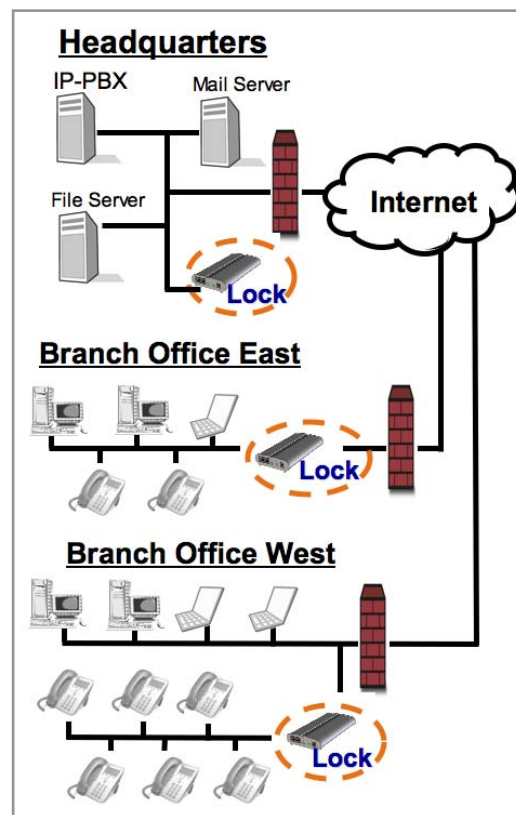 Headquarters
IP-PBX
Mail Server
File Server
Internet
Lock
Branch Office East
Lock
Branch Office West
Lock